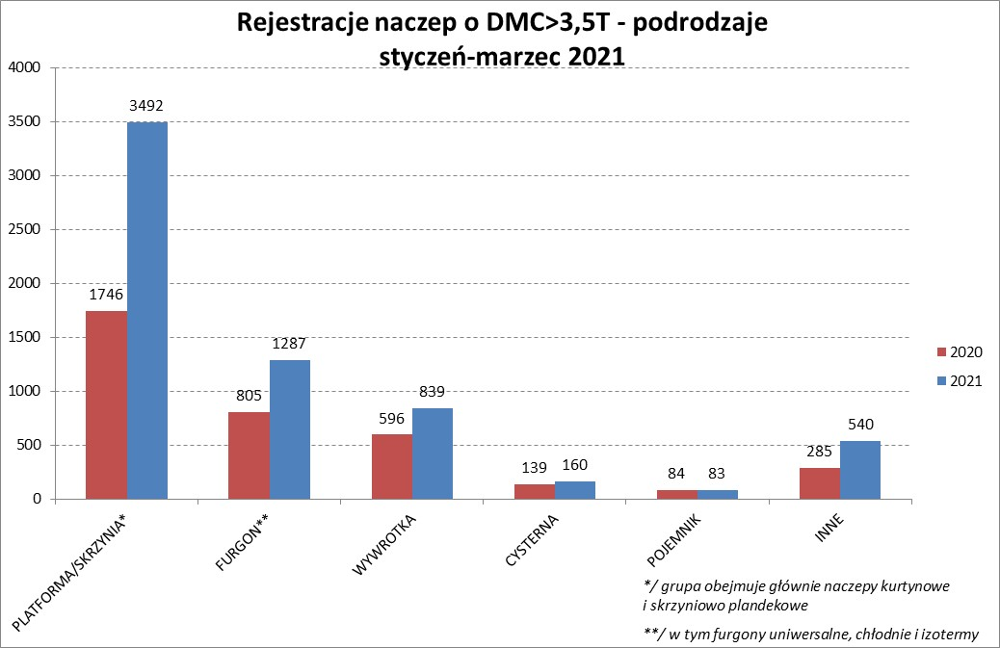 Rejestracje naczep o DMC>3,5T - podrodzaje
styczeń-marzec 2021
4000
3500
3000
2500
2000
1500
1000
500
0
1746
3492
805
1287
596
839
139
160
84
83
285
540
PLATFORMA/SKRZYNIA*
FURGON**
WYWROTKA
CYSTERNA
POJEMNIK
INNE
2020
2021
*/ grupa obejmuje głównie naczepy kurtynowe
i skrzyniowo plandekowe
**/ w tym furgony uniwersalne, chłodnie i izotermy